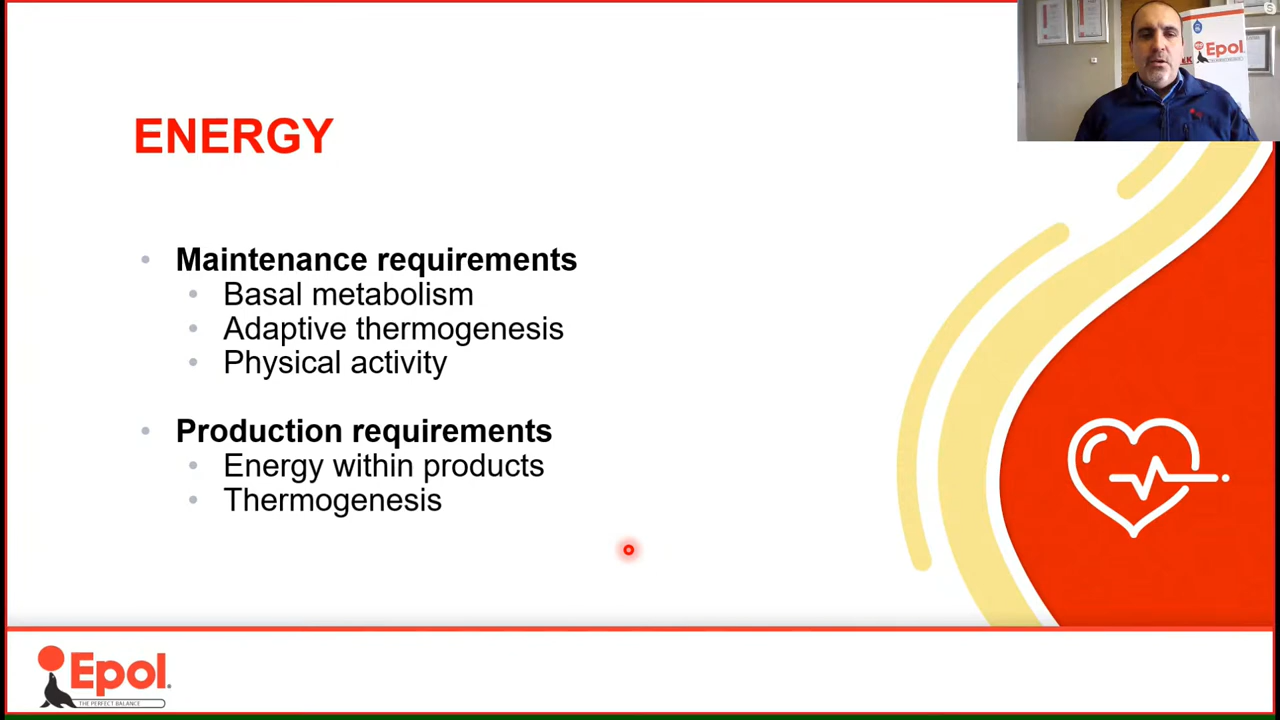 Epol
ENERGY
• Maintenance requirements
• Basal metabolism
• Adaptive thermogenesis
• Physical activity
• Production requirements
• Energy within products
• Thermogenesis
Epol.
THE PERFECT BALANCE